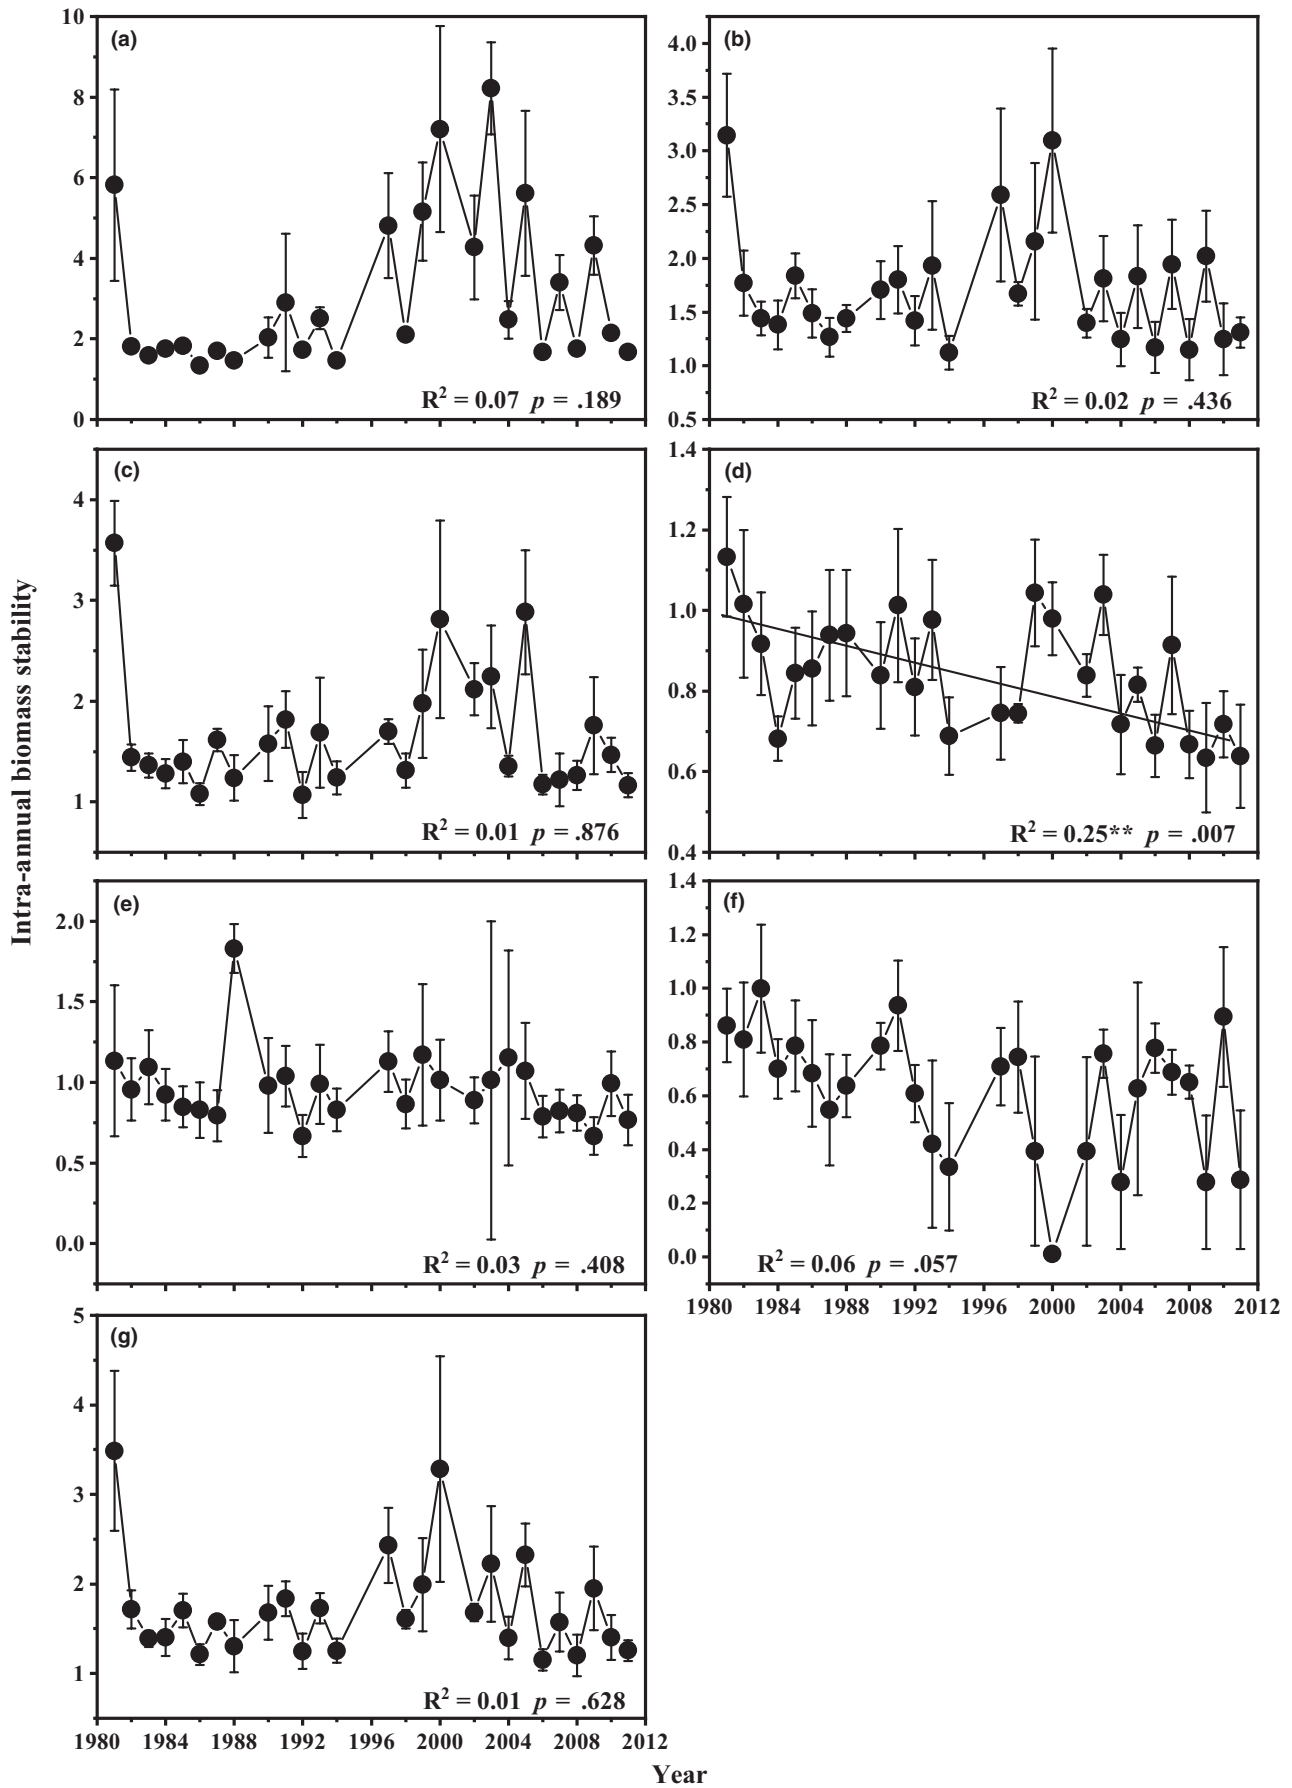 Intra-annual biomass stability
(a)
10
8
6
4
2
0
R² = 0.07 p = .189
(b)
4.0
3.5
3.0
2.5
2.0
1.5
1.0
0.5
R² = 0.02 p = .436
(c)
4
3
2
1
R² = 0.01 p = .876
(d)
1.4
1.2
1.0
0.8
0.6
0.4
R² = 0.25** p = .007
(e)
2.0
1.5
1.0
0.5
0.0
R² = 0.03 p = .408
(f)
1.4
1.2
1.0
0.8
0.6
0.4
0.2
0.0
R² = 0.06 p = .057
1980 1984 1988 1992 1996 2000 2004 2008 2012
(g)
5
4
3
2
1
R² = 0.01 p = .628
1980 1984 1988 1992 1996 2000 2004 2008 2012
Year